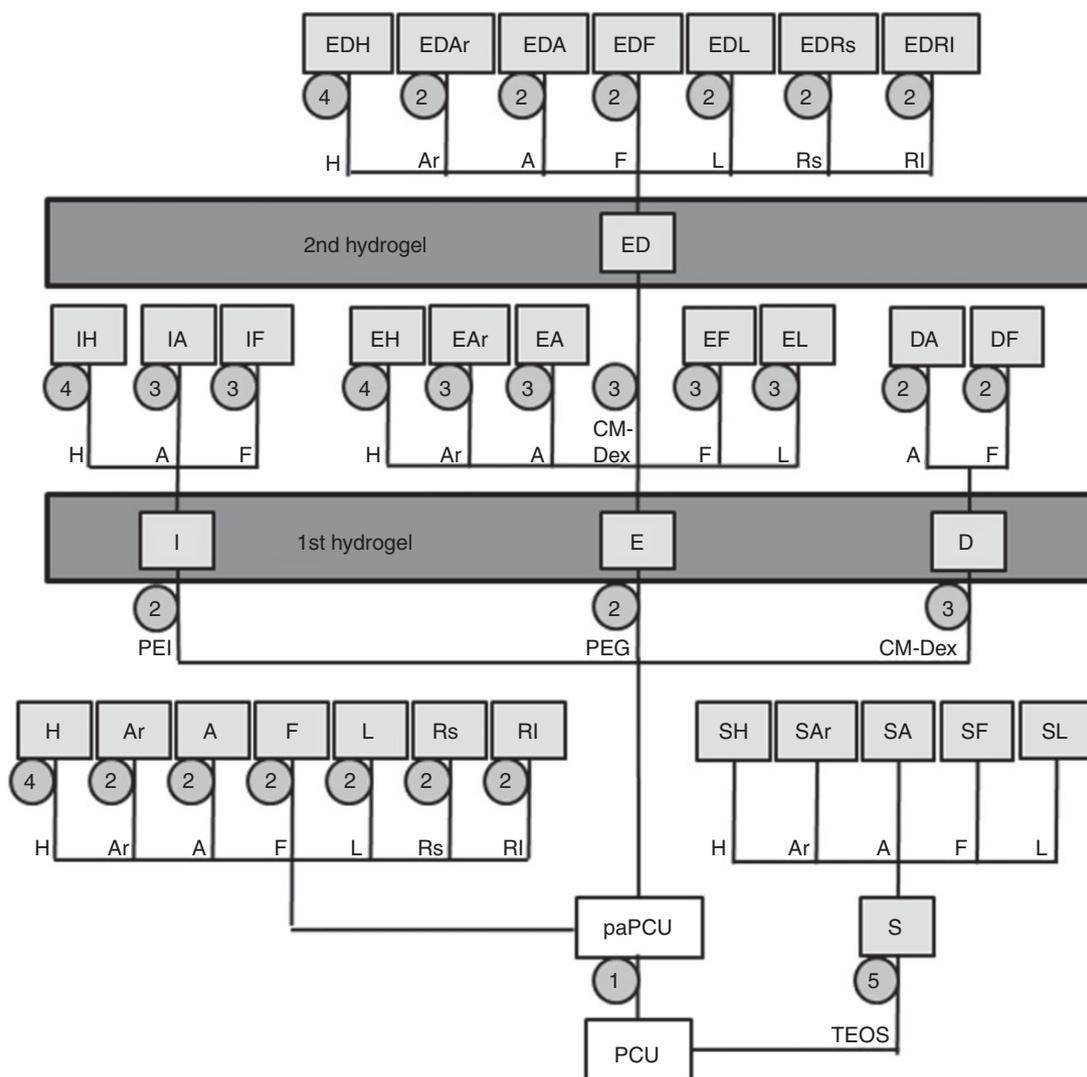 EDH EDAr EDA EDF EDL EDRs EDRI
4 2 2 2 2 2 2
H Ar A F L Rs RI
2nd hydrogel ED
IH IA IF EH EAr EA EF EL DA DF
4 3 3 4 3 3 3 3 3 2 2
CM-
H A F H Ar A Dex F L A F
I 1st hydrogel E D
2 2 3
PEI PEG CM-Dex
H Ar A F L Rs RI SH SAr SA SF SL
4 2 2 2 2 2 2
H Ar A F L Rs RI H Ar A F L
paPCU S
1 5
TEOS
PCU